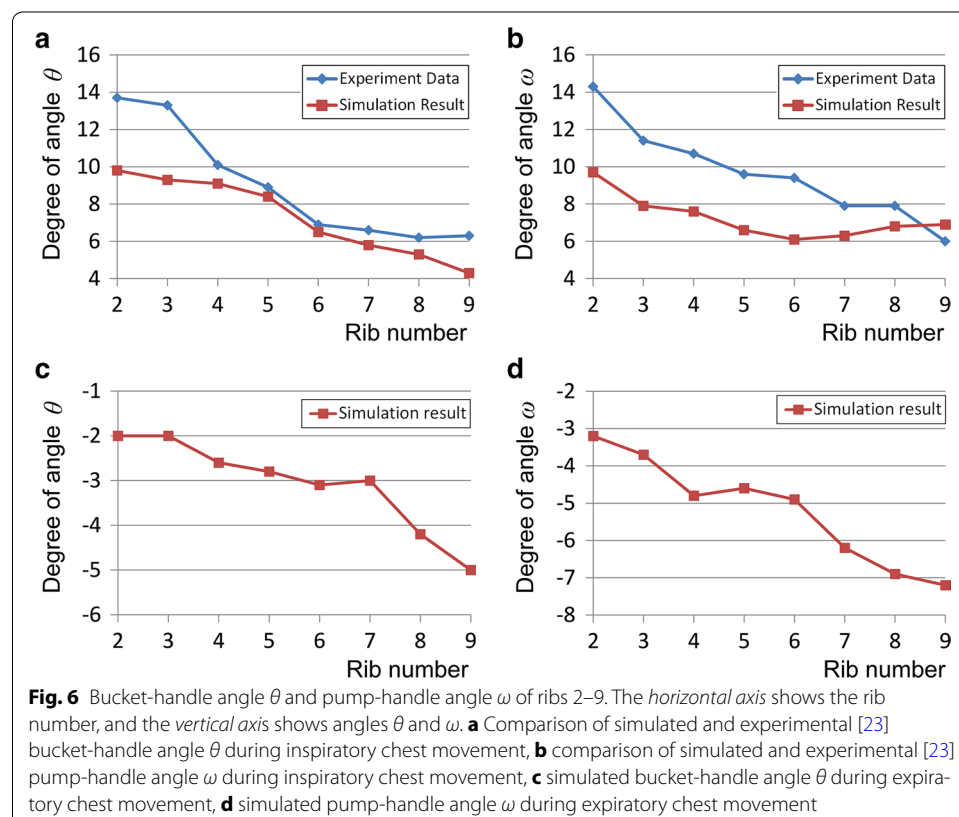 a
16
14
12
10
8
6
4
Degree of angle θ
Experiment Data
Simulation Result
2 3 4 5 6 7 8 9
Rib number
b
16
14
12
10
8
6
4
Degree of angle ω
Experiment Data
Simulation Result
2 3 4 5 6 7 8 9
Rib number
c
-1
-2
-3
-4
-5
-6
Degree of angle θ
Simulation result
2 3 4 5 6 7 8 9
Rib number
d
-2
-3
-4
-5
-6
-7
-8
Degree of angle ω
Simulation result
2 3 4 5 6 7 8 9
Rib number
Fig. 6 Bucket-handle angle θ and pump-handle angle ω of ribs 2–9. The horizontal axis shows the rib
number, and the vertical axis shows angles θ and ω. a Comparison of simulated and experimental [23]
bucket-handle angle θ during inspiratory chest movement, b comparison of simulated and experimental [23]
pump-handle angle ω during inspiratory chest movement, c simulated bucket-handle angle θ during expira-
tory chest movement, d simulated pump-handle angle ω during expiratory chest movement